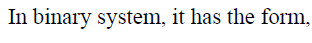 In binary system, it has the form,